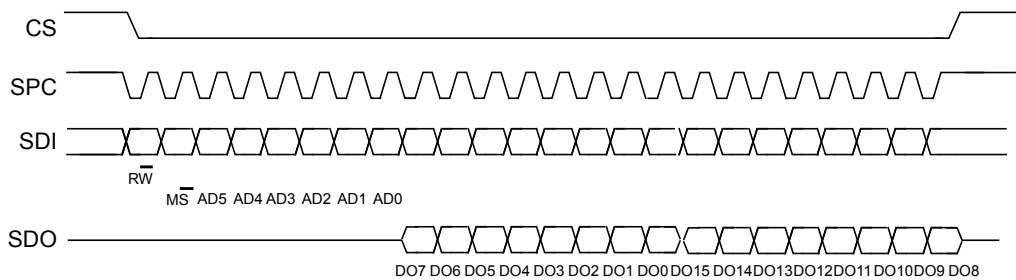 CS
SPC
SDI
RW
MS AD5 AD4 AD3 AD2 AD1 AD0
SDO
DO7 DO6 DO5 DO4 DO3 DO2 DO1 DO0 DO15 DO14 DO13 DO12 DO11 DO10 DO9 DO8